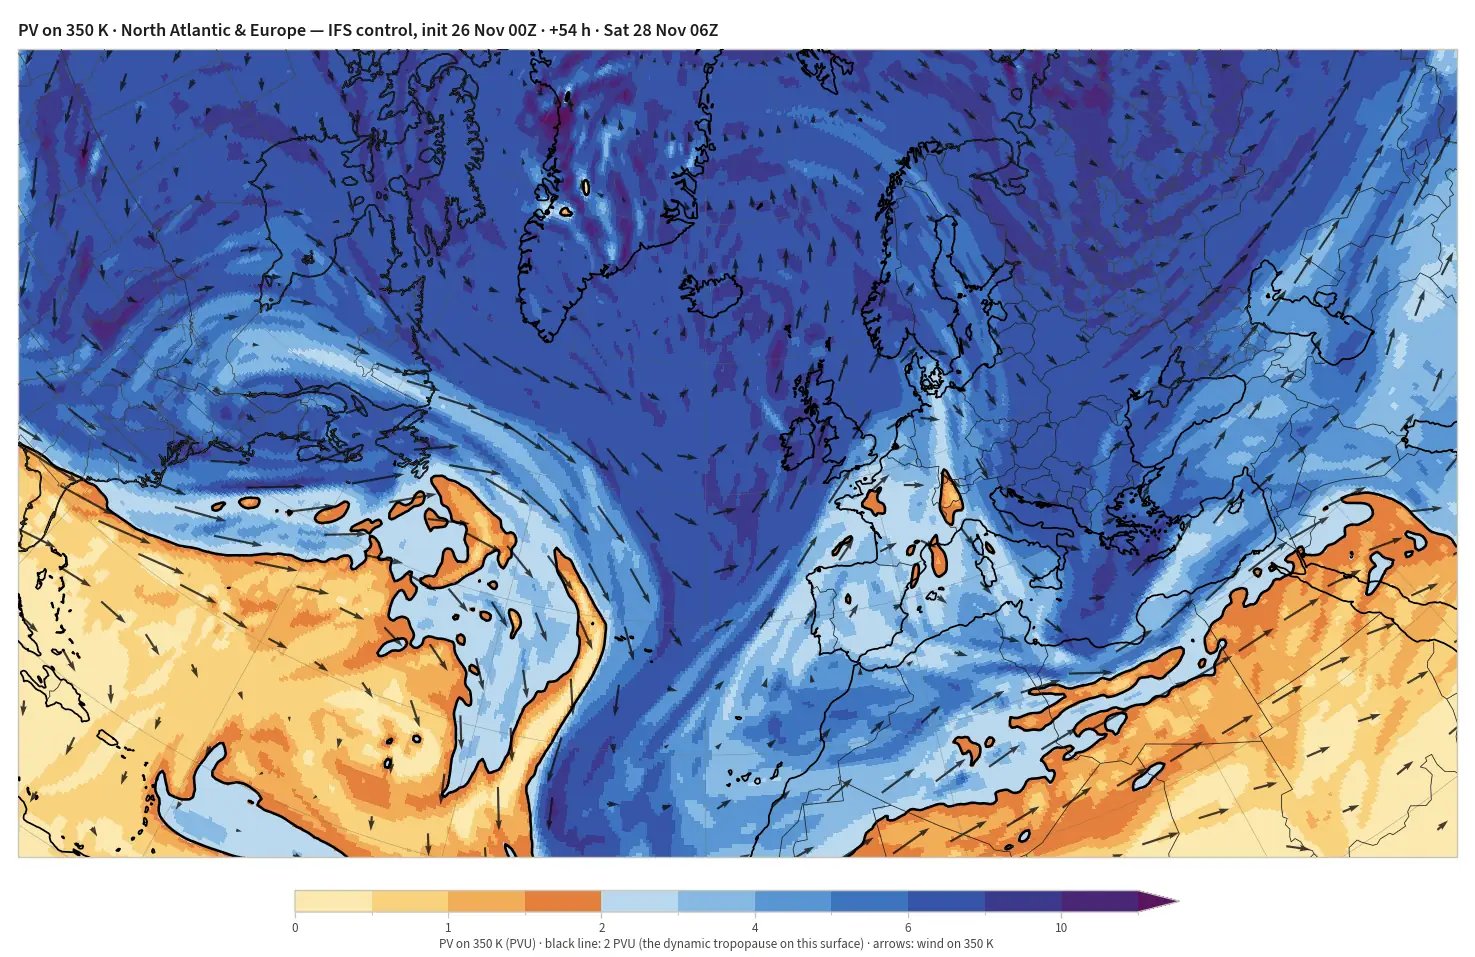 PV on 350 K · North Atlantic & Europe — IFS control, init 26 Nov 00Z · +54 h · Sat 28 Nov 06Z
0 1 2 4 6 10
PV on 350 K (PVU) · black line: 2 PVU (the dynamic tropopause on this surface) · arrows: wind on 350 K